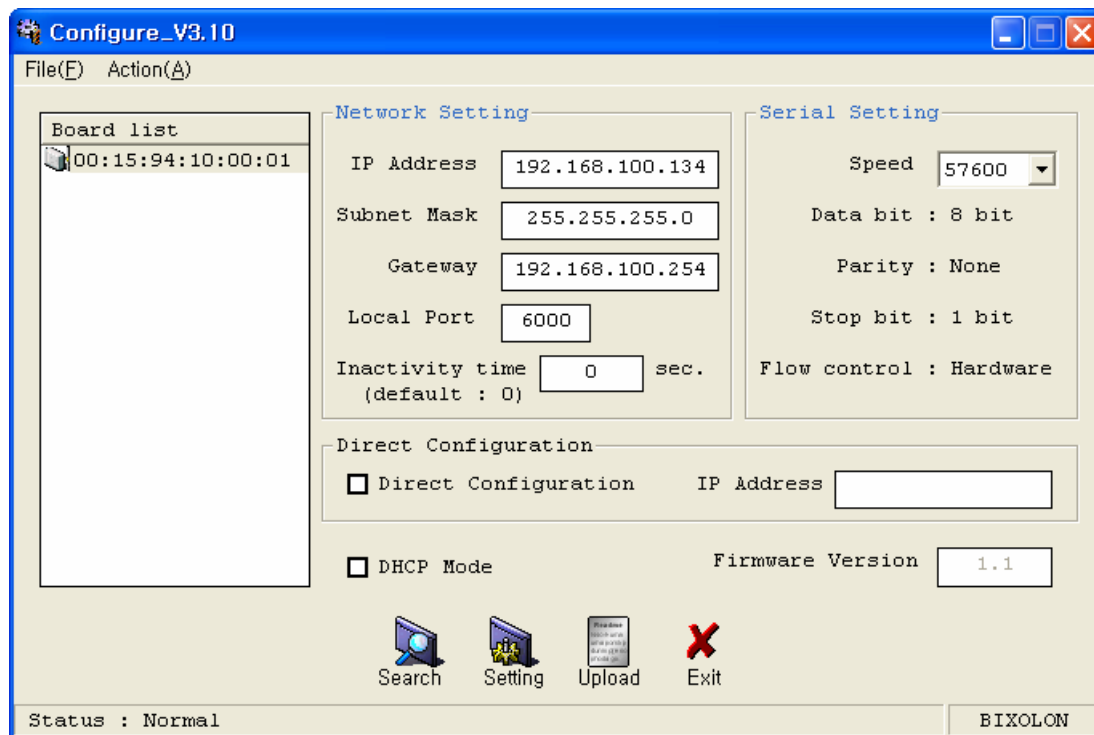 Configure_V3.10
File(F) Action(A)
Board list
00:15:94:10:00:01
Network Setting
IP Address 192.168.100.134
Subnet Mask 255.255.255.0
Gateway 192.168.100.254
Local Port 6000
Inactivity time 0 sec.
(default : 0)
Serial Setting
Speed 57600
Data bit : 8 bit
Parity : None
Stop bit : 1 bit
Flow control : Hardware
Direct Configuration
Direct Configuration IP Address
DHCP Mode Firmware Version 1.1
Search Setting Upload Exit
Status : Normal BIXOLON